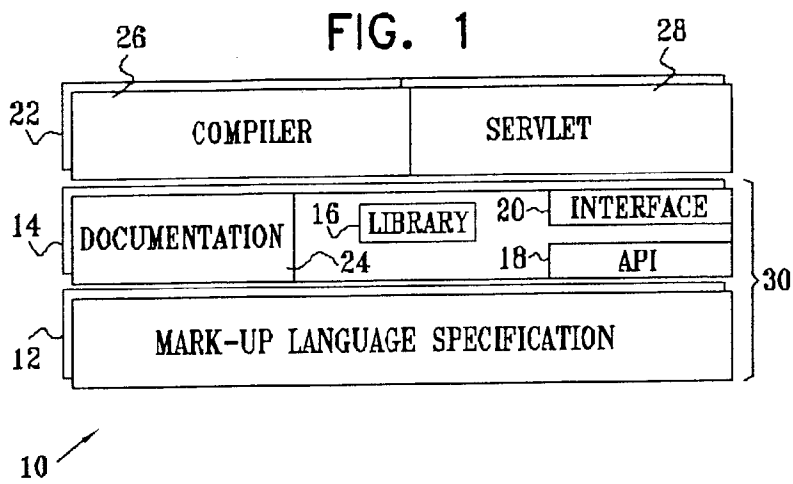 FIG. 1
26
28
22
COMPILER
SERVLET
14
DOCUMENTATION
24
16
LIBRARY
20
INTERFACE
18
API
30
12
MARK-UP LANGUAGE SPECIFICATION
10